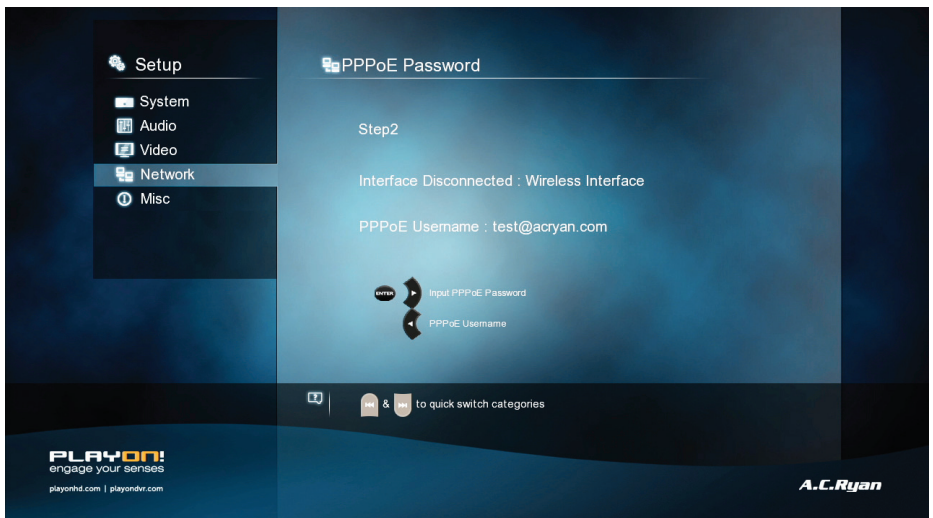 Setup
System
Audio
Video
Network
Misc
PPPoE Password
Step2
Interface Disconnected : Wireless Interface
PPPoE Username : test@acryan.com
ENTER Input PPPoE Password
PPPoE Username
& to quick switch categories
PLAYON!
engage your senses
playonhd.com | playondvr.com
A.C.Ryan